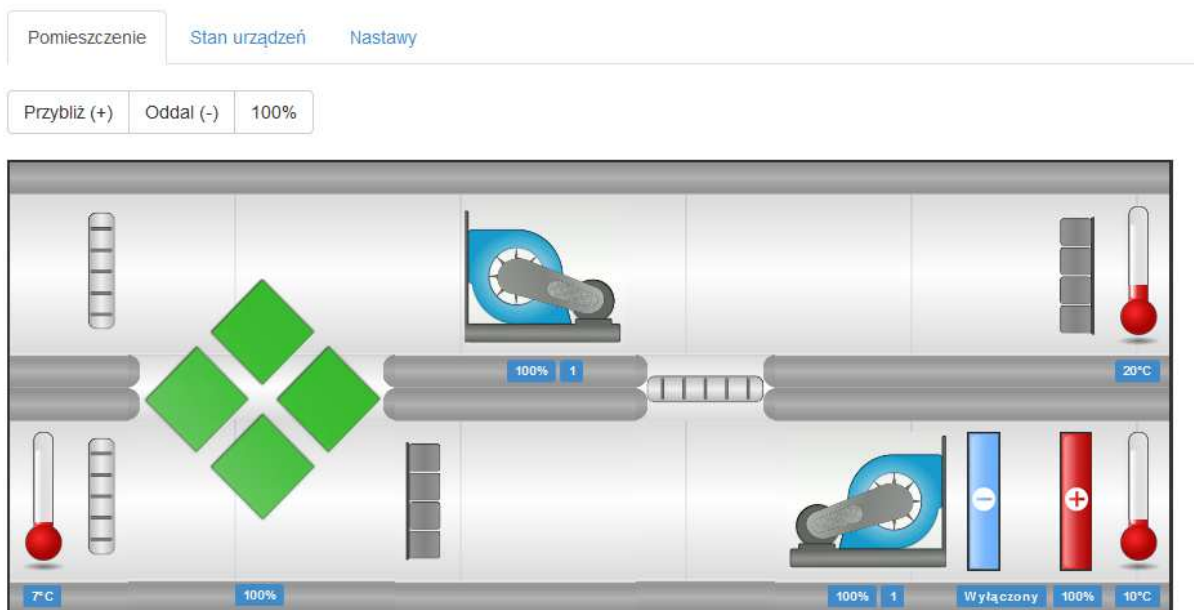 Pomieszczenie Stan urządzeń Nastawy
Przybliż (+) Oddal (-) 100%
100% 1 20°C
7°C 100% 100% 1 Wyłączony 100% 10°C